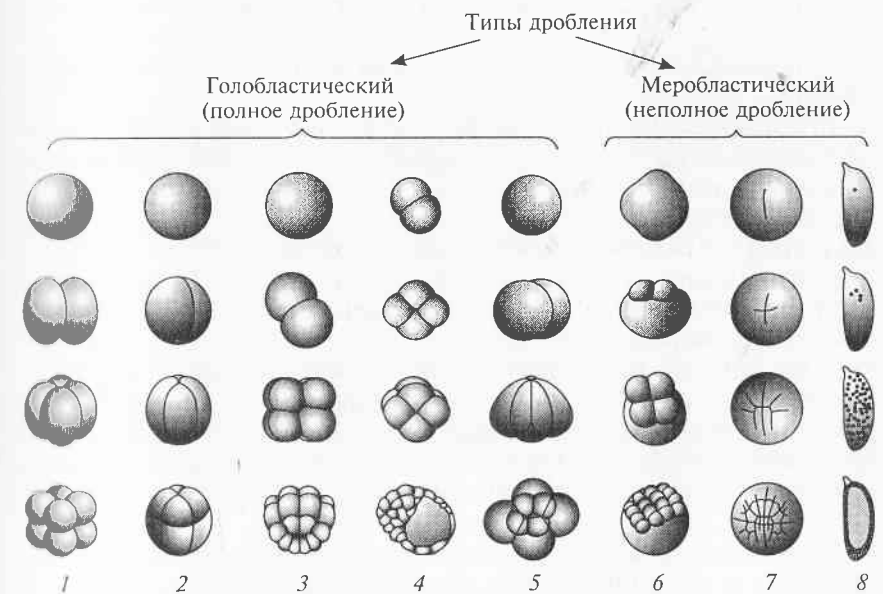 Типы дробления
Голобластический
(полное дробление)
Меробластический
(неполное дробление)
1 2 3 4 5 6 7 8